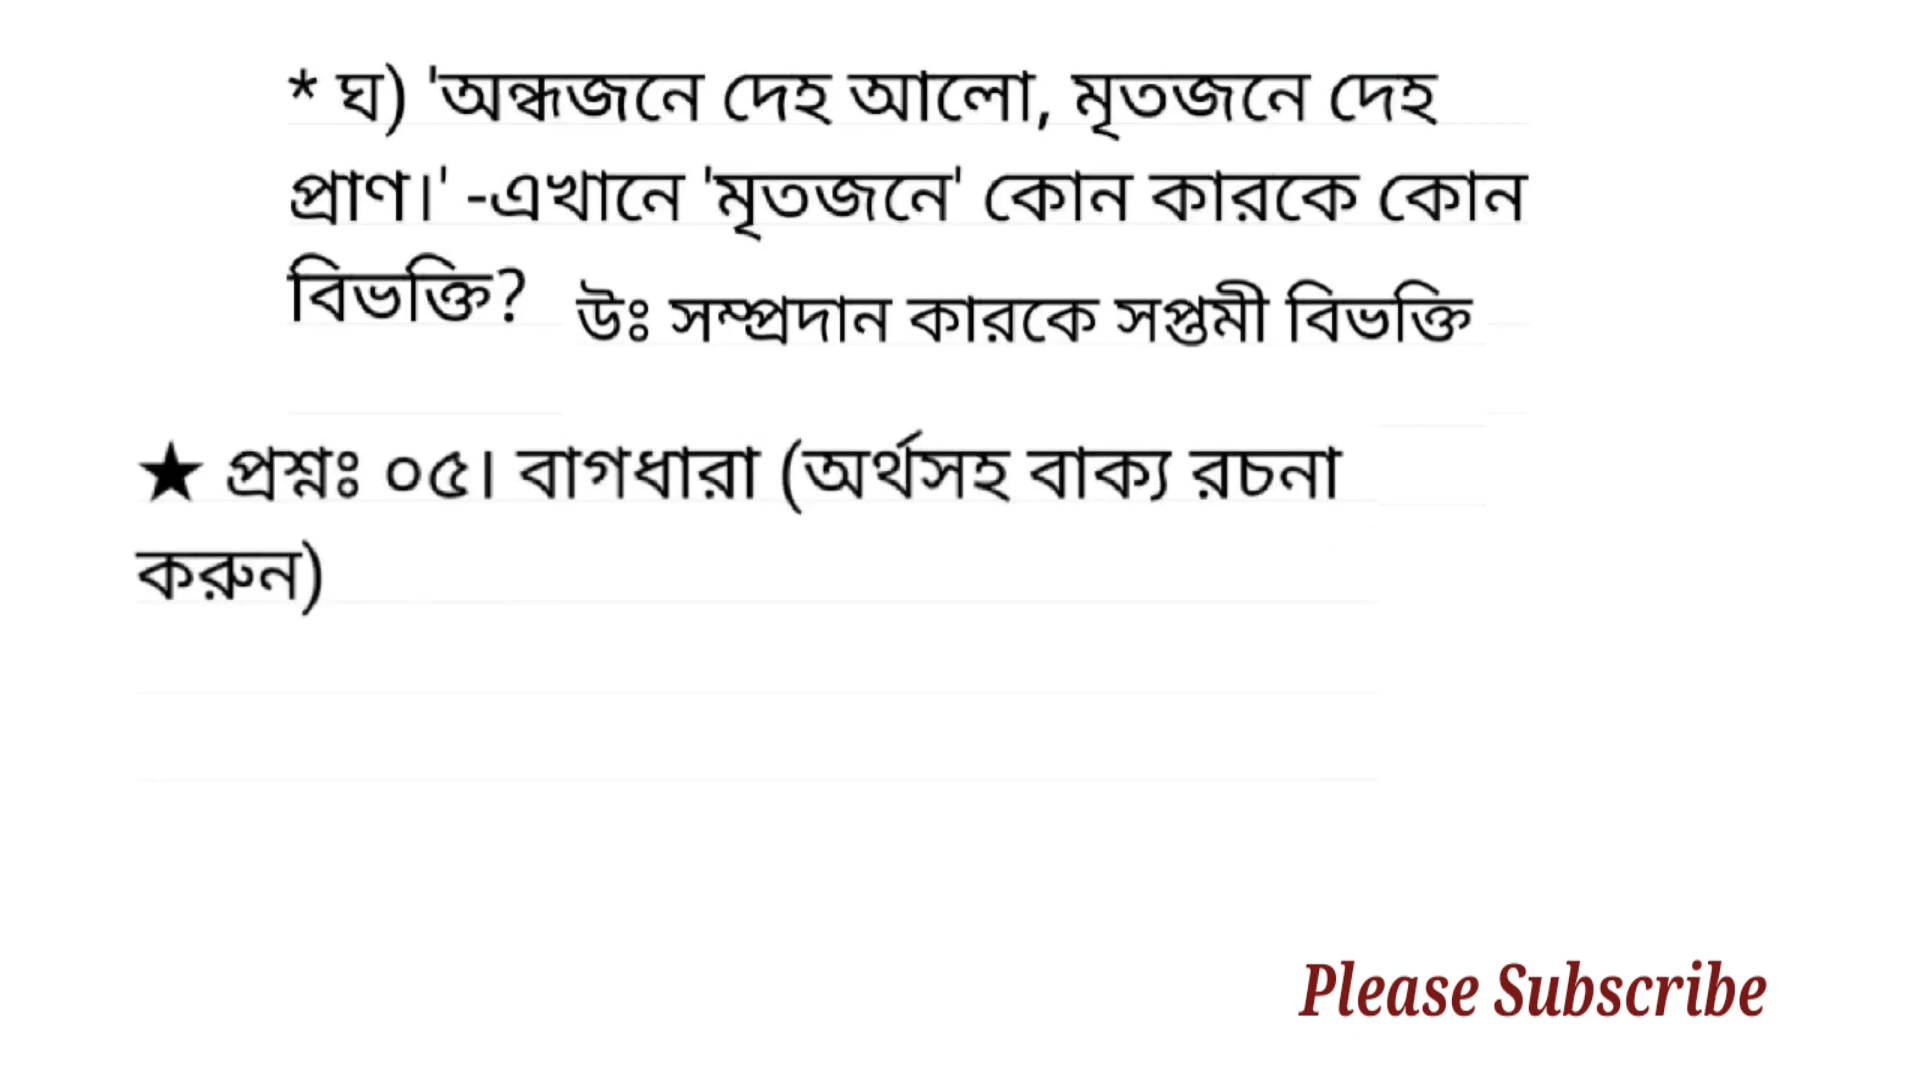 * ঘ) 'অন্ধজনে দেহ আলো, মৃতজনে দেহ
প্রাণ।' -এখানে 'মৃতজনে' কোন কারকে কোন
বিভক্তি? উঃ সম্প্রদান কারকে সপ্তমী বিভক্তি
★ প্রশ্নঃ ০৫। বাগধারা (অর্থসহ বাক্য রচনা
করুন)
Please Subscribe